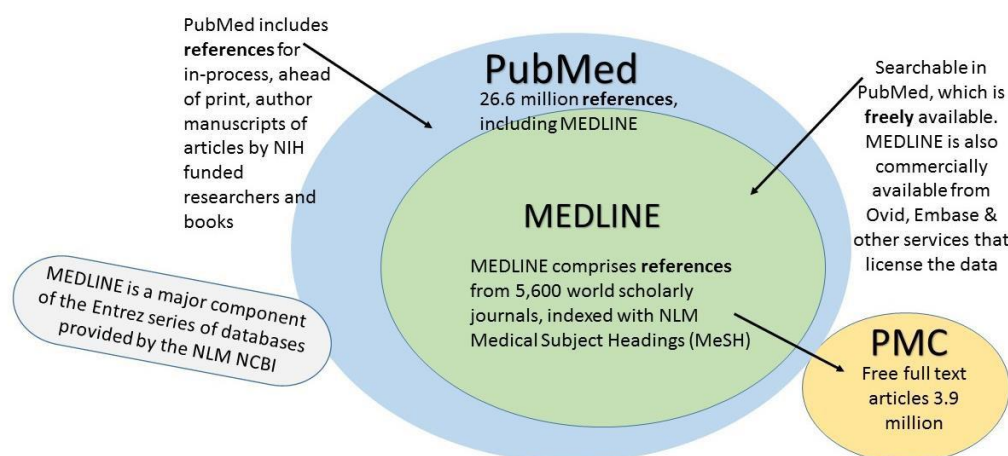 PubMed includes
references for
in-process, ahead
of print, author
manuscripts of
articles by NIH
funded
researchers and
books
PubMed
26.6 million references,
including MEDLINE
Searchable in
PubMed, which is
freely available.
MEDLINE is also
commercially
available from
Ovid, Embase &
other services that
license the data
MEDLINE
MEDLINE comprises references
from 5,600 world scholarly
journals, indexed with NLM
Medical Subject Headings (MeSH)
MEDLINE is a major component
of the Entrez series of databases
provided by the NLM NCBI
PMC
Free full text
articles 3.9
million